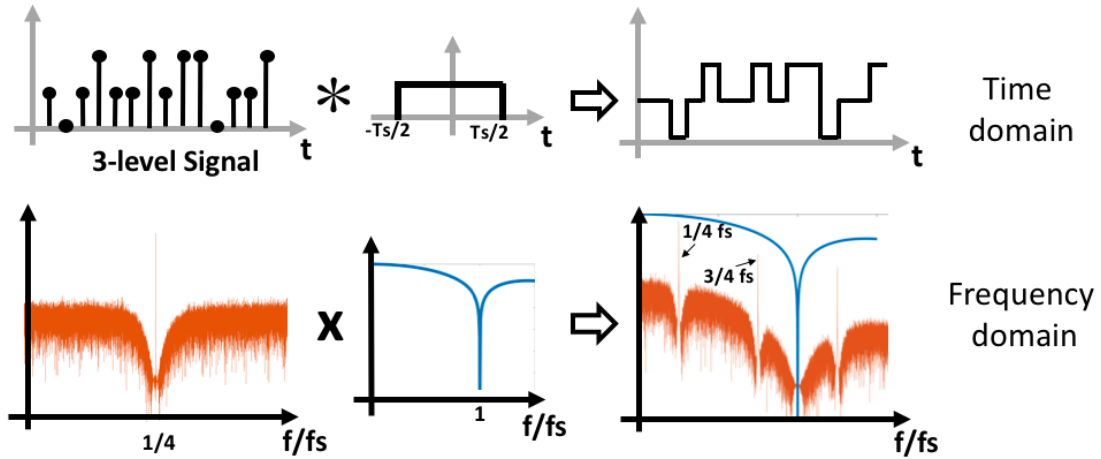 *
-Ts/2
Ts/2
t
t
t
3-level Signal
Time
domain
1/4 fs
3/4 fs
x
1/4
f/fs
1
f/fs
f/fs
Frequency
domain